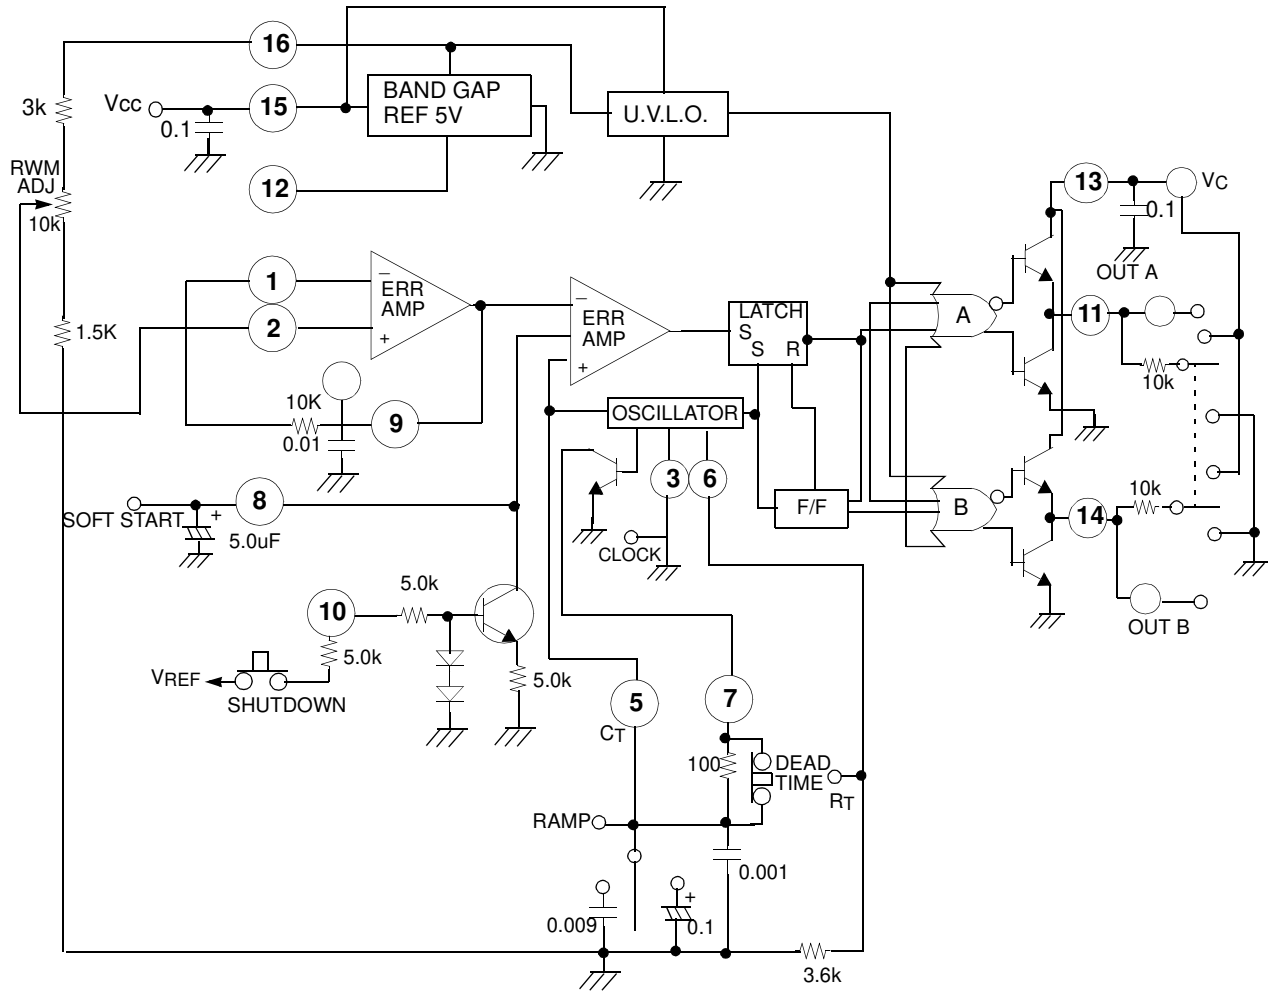 16
3k
Vcc
15
BAND GAP
REF 5V
U.V.L.O.
0.1
RWM
ADJ
12
13
VC
10k
0.1
OUT A
1
–
ERR
AMP
2
+
–
ERR
AMP
+
LATCH
S
S R
A
11
1.5K
10k
10K
9
0.01
OSCILLATOR
3
6
8
SOFT START
+
5.0uF
F/F
B
10k
14
CLOCK
5.0k
10
5.0k
OUT B
VREF
SHUTDOWN
5.0k
5
CT
7
100
DEAD
TIME
RT
RAMP
0.001
0.009
+
0.1
3.6k